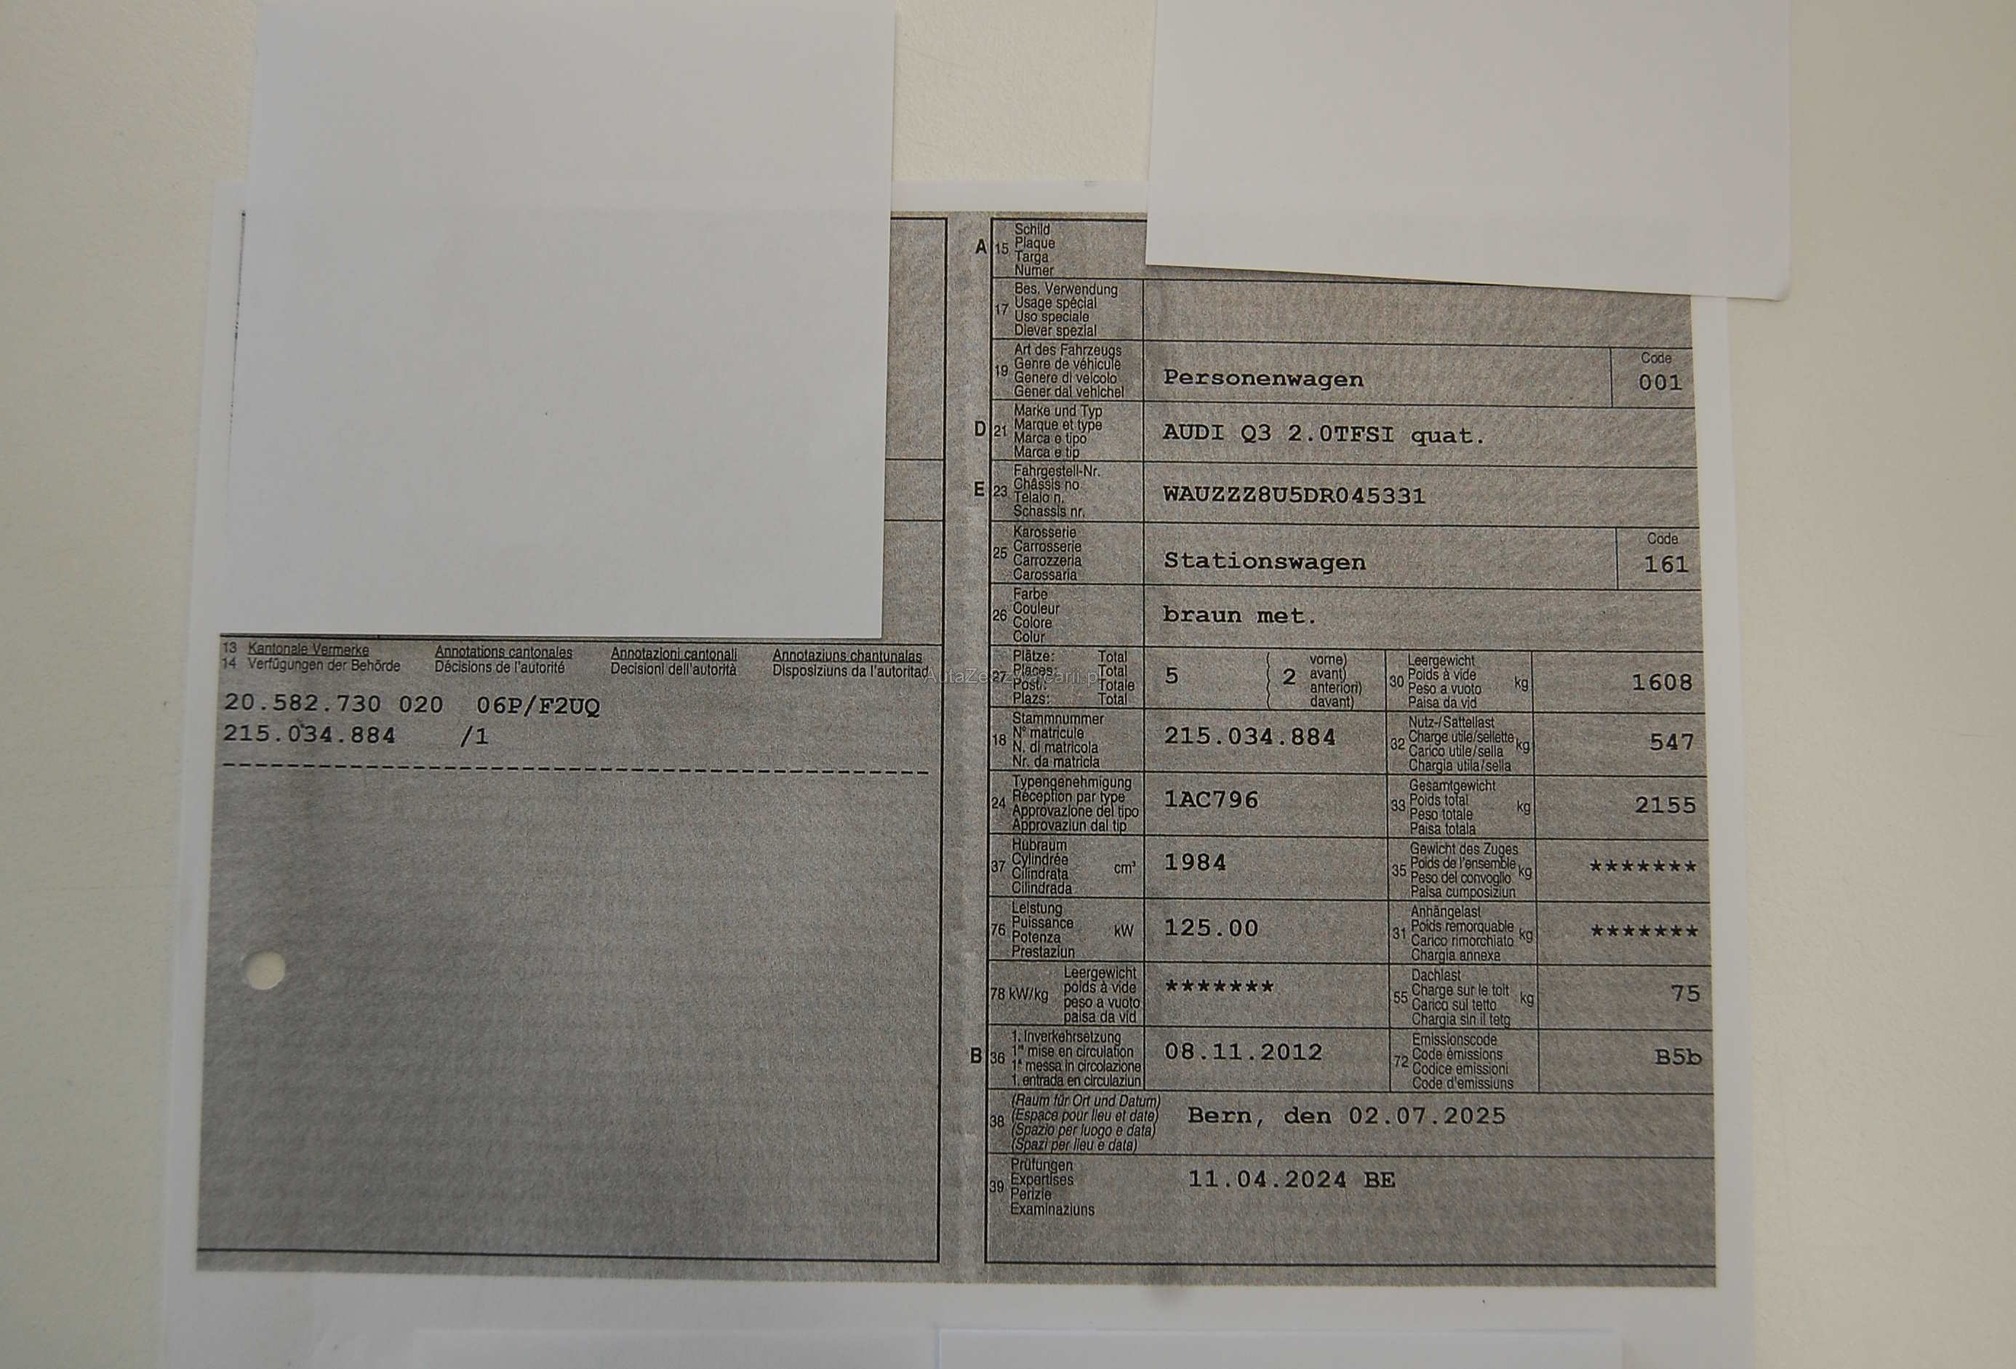 13 Kantonale Vermerke Annotations cantonales Annotazioni cantonali Annotaziuns chantunalas
14 Verfügungen der Behörde Décisions de l'autorité Decisioni dell'autorità Disposiziuns da l'autoritad
20.582.730 020 06P/F2UQ
215.034.884 /1
A 15 Schild
Plaque
Targa
Numer
17 Bes. Verwendung
Usage spécial
Uso speciale
Diever spezial
19 Art des Fahrzeugs
Genre de véhicule
Genere di veicolo
Gener dal vehichel
Personenwagen
Code
001
D 21 Marke und Typ
Marque et type
Marca e tipo
Marca e tip
AUDI Q3 2.0TFSI quat.
E 23 Fahrgestell-Nr.
Châssis no
Telaio n.
Schassis nr.
WAUZZZ8U5DR045331
25 Karosserie
Carrosserie
Carrozzeria
Carossaria
Stationswagen
Code
161
26 Farbe
Couleur
Colore
Colur
braun met.
27 Plätze: Total
Places: Total
Posti: Totale
Plazs: Total
5
2
vorne)
avant)
anteriori)
davant)
30 Leergewicht
Poids à vide
Peso a vuoto
Paisa da vid
kg
1608
18 Stammnummer
N° matricule
N. di matricola
Nr. da matricla
215.034.884
32 Nutz-/Sattellast
Charge utile/sellette
Carico utile/sella
Chargia utila/sella
kg
547
24 Typengenehmigung
Réception par type
Approvazione del tipo
Approvaziun dal tip
1AC796
33 Gesamtgewicht
Poids total
Peso totale
Paisa totala
kg
2155
37 Hubraum
Cylindrée
Cilindrata
Cilindrada
cm³
1984
35 Gewicht des Zuges
Poids de l'ensemble
Peso del convoglio
Paisa cumposiziun
kg
*******
76 Leistung
Puissance
Potenza
Prestaziun
kW
125.00
31 Anhängelast
Poids remorquable
Carico rimorchiato
Chargia annexa
kg
*******
78 kW/kg
Leergewicht
poids à vide
peso a vuoto
paisa da vid
*******
55 Dachlast
Charge sur le toit
Carico sul tetto
Chargia sin il tetg
kg
75
B 36 1. Inverkehrsetzung
1re mise en circulation
1a messa in circolazione
1. entrada en circulaziun
08.11.2012
72 Emissionscode
Code émissions
Codice emissioni
Code d'emissiuns
B5b
38 (Raum für Ort und Datum)
(Espace pour lieu et date)
(Spazio per luogo e data)
(Spazi per lieu e data)
Bern, den 02.07.2025
39 Prüfungen
Expertises
Perizie
Examinaziuns
11.04.2024 BE